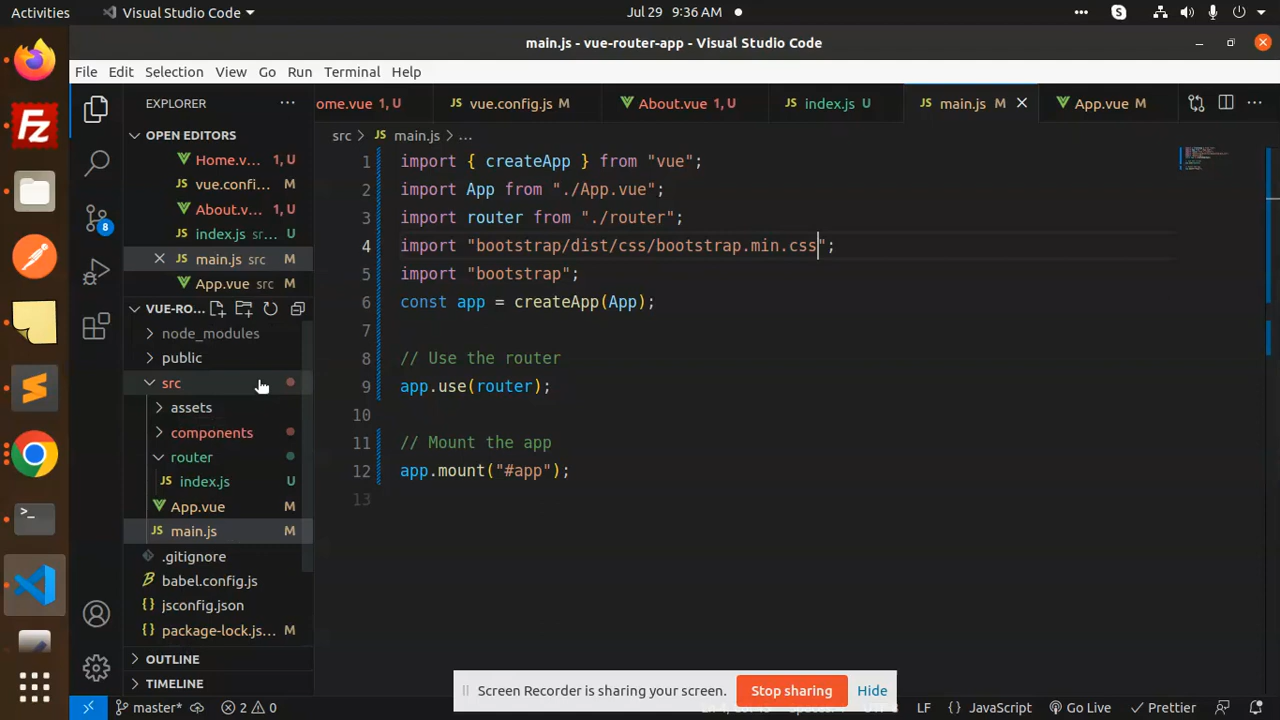 Activities
Visual Studio Code
Jul 29 9:36 AM
main.js - vue-router-app - Visual Studio Code
File Edit Selection View Go Run Terminal Help
EXPLORER
ome.vue 1, U
vue.config.js M
About.vue 1, U
index.js U
main.js M
App.vue M
OPEN EDITORS
Home.v... 1, U
vue.confi... M
About.v... 1, U
index.js sr... U
main.js src M
App.vue src M
VUE-RO...
node_modules
public
src
assets
components
router
index.js U
App.vue M
main.js M
.gitignore
babel.config.js
jsconfig.json
package-lock.js... M
OUTLINE
TIMELINE
8
src > JS main.js > ...
1 import { createApp } from "vue";
2 import App from "./App.vue";
3 import router from "./router";
4 import "bootstrap/dist/css/bootstrap.min.css";
5 import "bootstrap";
6 const app = createApp(App);
7
8 // Use the router
9 app.use(router);
10
11 // Mount the app
12 app.mount("#app");
13
Screen Recorder is sharing your screen. Stop sharing Hide
master* 2 0
LF { } JavaScript Go Live Prettier